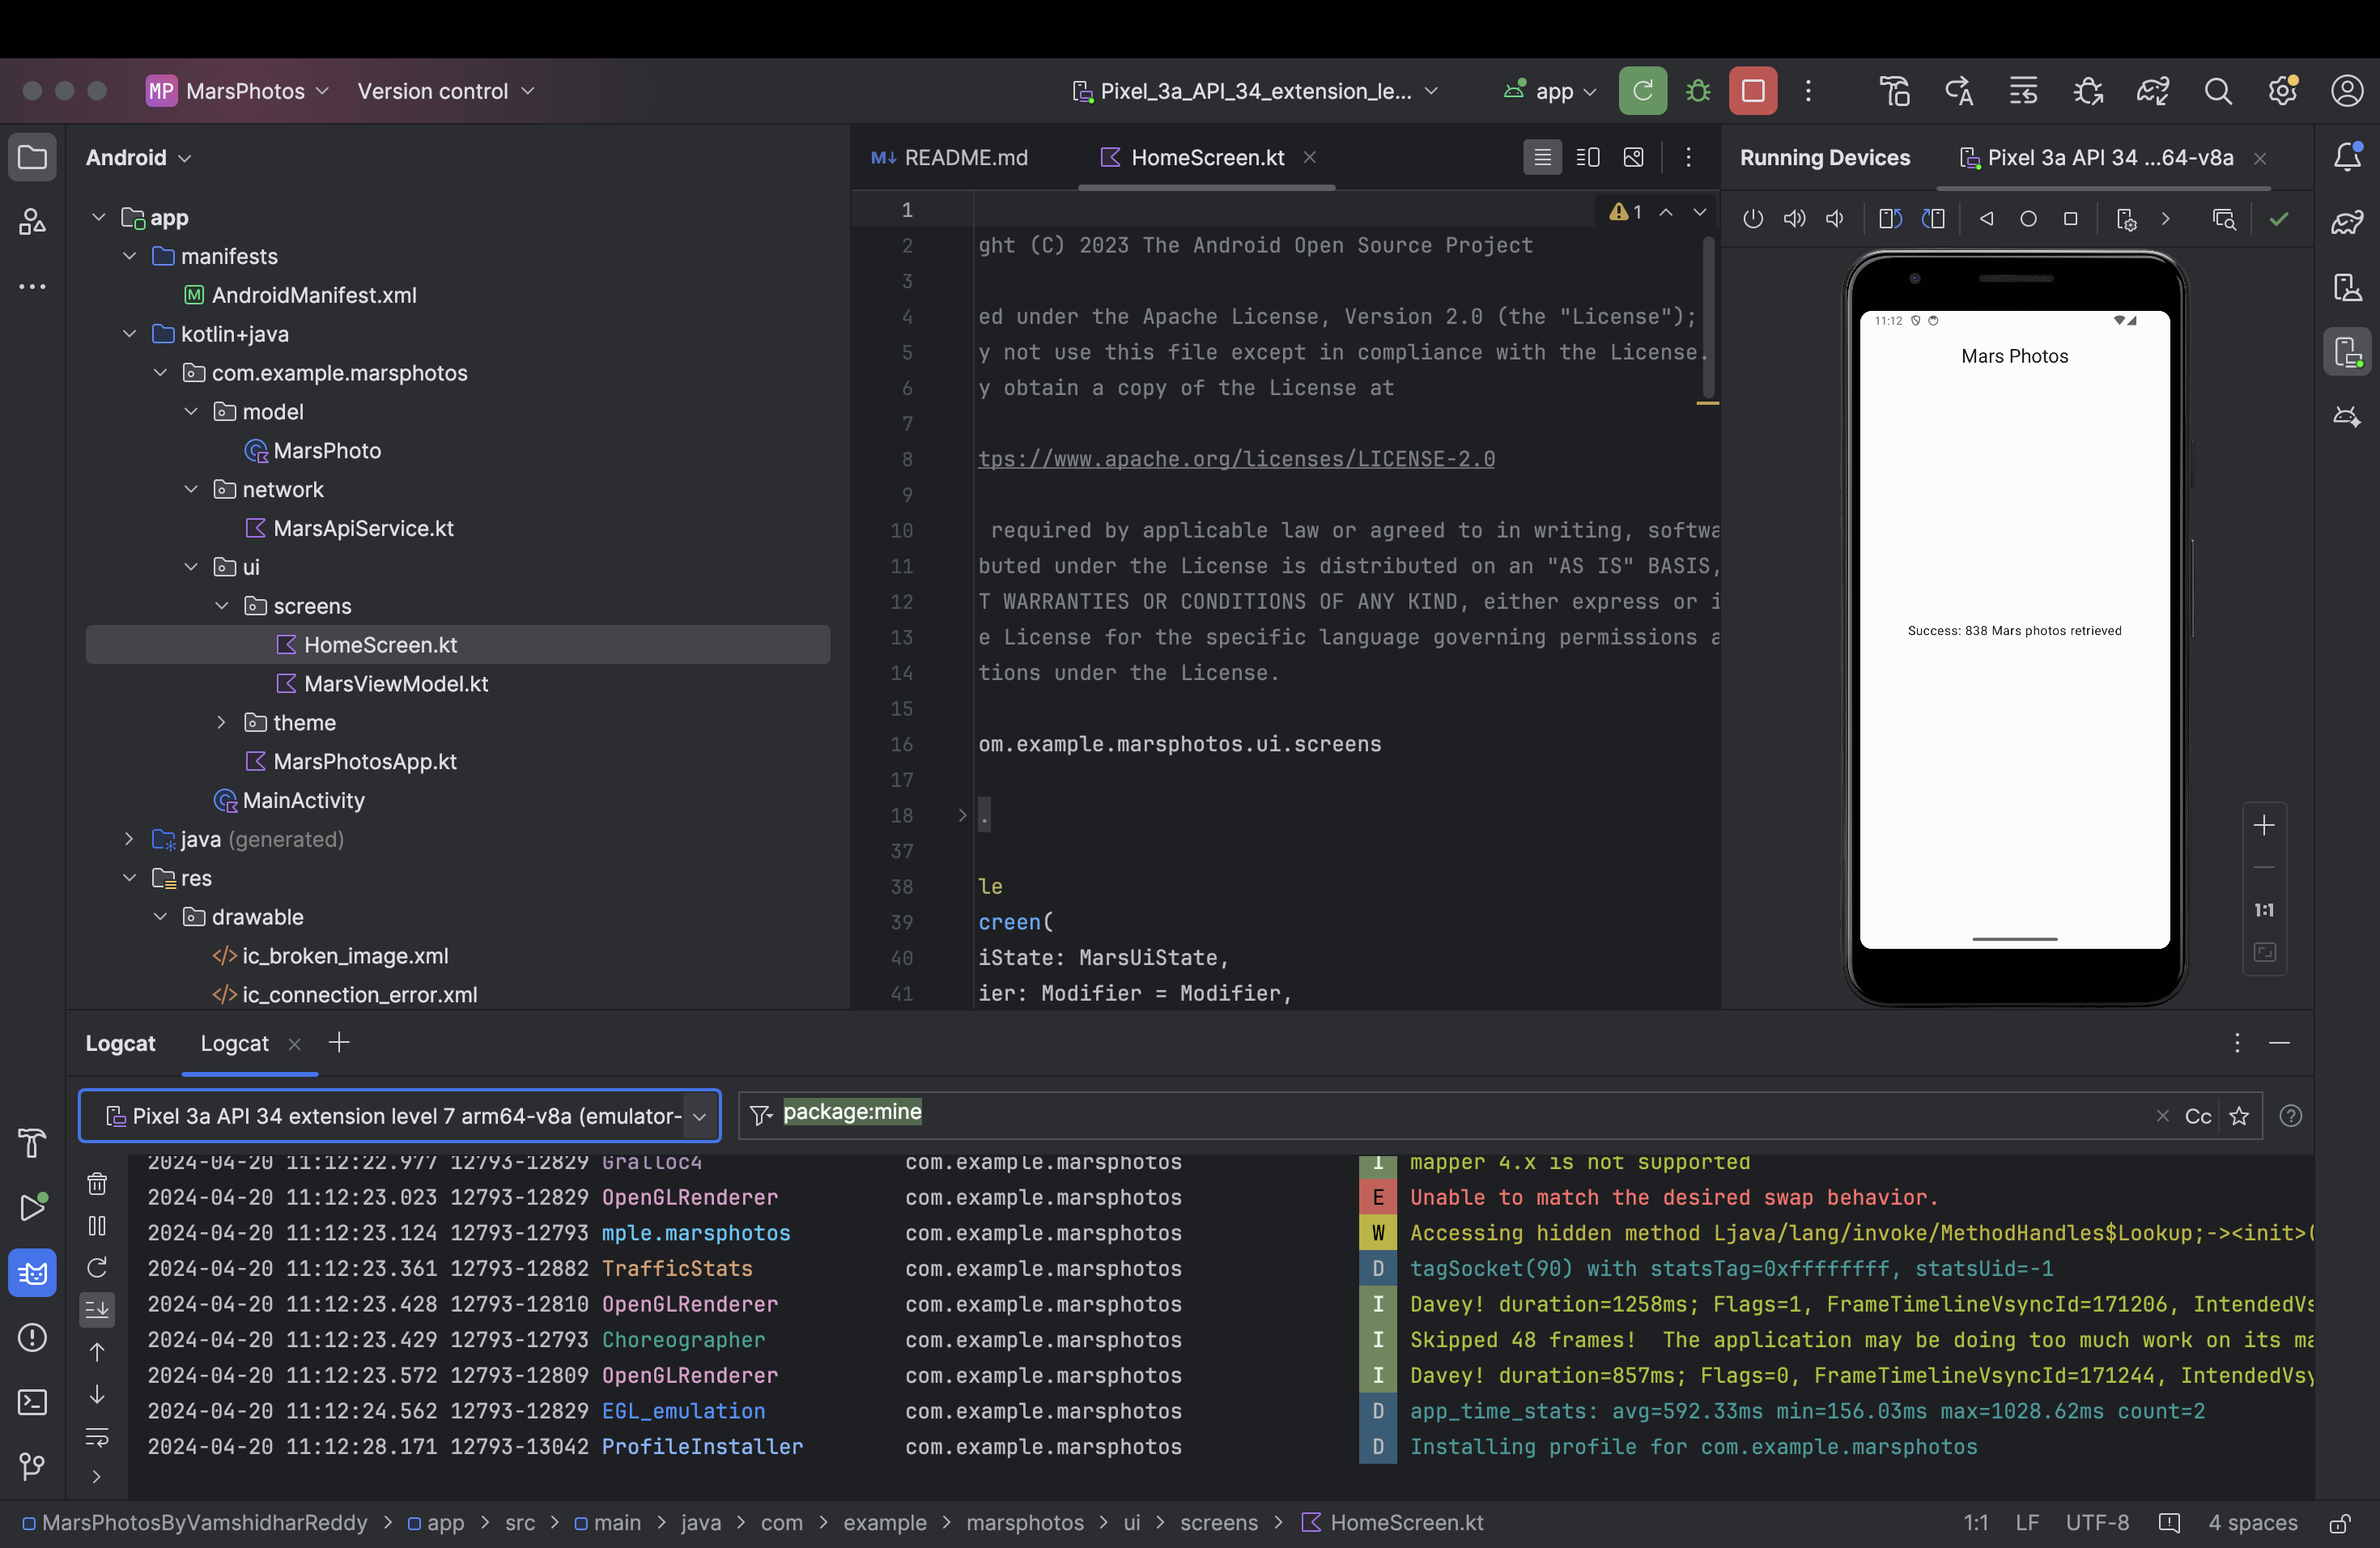 MP MarsPhotos Version control Pixel_3a_API_34_extension_le... app
Android
app
manifests
AndroidManifest.xml
kotlin+java
com.example.marsphotos
model
MarsPhoto
network
MarsApiService.kt
ui
screens
HomeScreen.kt
MarsViewModel.kt
theme
MarsPhotosApp.kt
MainActivity
java (generated)
res
drawable
ic_broken_image.xml
ic_connection_error.xml
README.md HomeScreen.kt
1 1
2 ght (C) 2023 The Android Open Source Project
3
4 ed under the Apache License, Version 2.0 (the "License");
5 y not use this file except in compliance with the License.
6 y obtain a copy of the License at
7
8 tps://www.apache.org/licenses/LICENSE-2.0
9
10 required by applicable law or agreed to in writing, softwa
11 buted under the License is distributed on an "AS IS" BASIS,
12 T WARRANTIES OR CONDITIONS OF ANY KIND, either express or i
13 e License for the specific language governing permissions a
14 tions under the License.
15
16 om.example.marsphotos.ui.screens
17
18 .
37
38 le
39 creen(
40 iState: MarsUiState,
41 ier: Modifier = Modifier,
Running Devices Pixel 3a API 34 ...64-v8a
11:12
Mars Photos
Success: 838 Mars photos retrieved
1:1
Logcat Logcat
Pixel 3a API 34 extension level 7 arm64-v8a (emulator- package:mine Cc
2024-04-20 11:12:22.977 12793-12829 Gralloc4 com.example.marsphotos I mapper 4.x is not supported
2024-04-20 11:12:23.023 12793-12829 OpenGLRenderer com.example.marsphotos E Unable to match the desired swap behavior.
2024-04-20 11:12:23.124 12793-12793 mple.marsphotos com.example.marsphotos W Accessing hidden method Ljava/lang/invoke/MethodHandles$Lookup;-><init>(
2024-04-20 11:12:23.361 12793-12882 TrafficStats com.example.marsphotos D tagSocket(90) with statsTag=0xffffffff, statsUid=-1
2024-04-20 11:12:23.428 12793-12810 OpenGLRenderer com.example.marsphotos I Davey! duration=1258ms; Flags=1, FrameTimelineVsyncId=171206, IntendedVs
2024-04-20 11:12:23.429 12793-12793 Choreographer com.example.marsphotos I Skipped 48 frames! The application may be doing too much work on its ma
2024-04-20 11:12:23.572 12793-12809 OpenGLRenderer com.example.marsphotos I Davey! duration=857ms; Flags=0, FrameTimelineVsyncId=171244, IntendedVsy
2024-04-20 11:12:24.562 12793-12829 EGL_emulation com.example.marsphotos D app_time_stats: avg=592.33ms min=156.03ms max=1028.62ms count=2
2024-04-20 11:12:28.171 12793-13042 ProfileInstaller com.example.marsphotos D Installing profile for com.example.marsphotos
MarsPhotosByVamshidharReddy > app > src > main > java > com > example > marsphotos > ui > screens > HomeScreen.kt 1:1 LF UTF-8 4 spaces